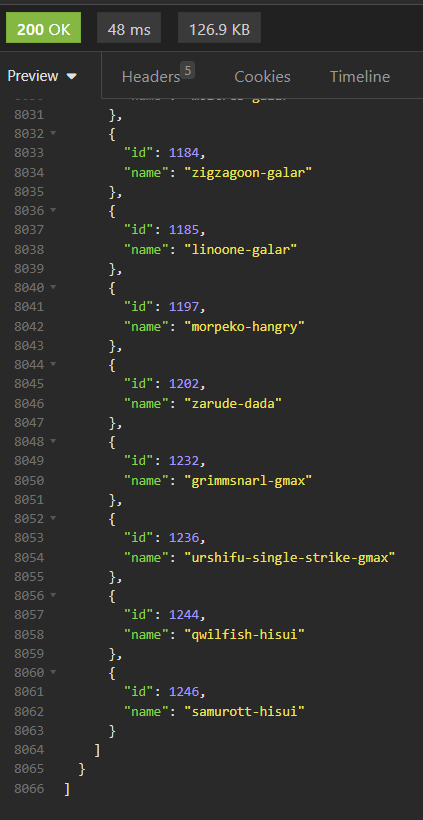 200 OK 48 ms 126.9 KB
Preview Headers 5 Cookies Timeline
8031 },
8032 {
8033 "id": 1184,
8034 "name": "zigzagoon-galar"
8035 },
8036 {
8037 "id": 1185,
8038 "name": "linoone-galar"
8039 },
8040 {
8041 "id": 1197,
8042 "name": "morpeko-hangry"
8043 },
8044 {
8045 "id": 1202,
8046 "name": "zarude-dada"
8047 },
8048 {
8049 "id": 1232,
8050 "name": "grimmsnarl-gmax"
8051 },
8052 {
8053 "id": 1236,
8054 "name": "urshifu-single-strike-gmax"
8055 },
8056 {
8057 "id": 1244,
8058 "name": "qwilfish-hisui"
8059 },
8060 {
8061 "id": 1246,
8062 "name": "samurott-hisui"
8063 }
8064 ]
8065 }
8066 ]